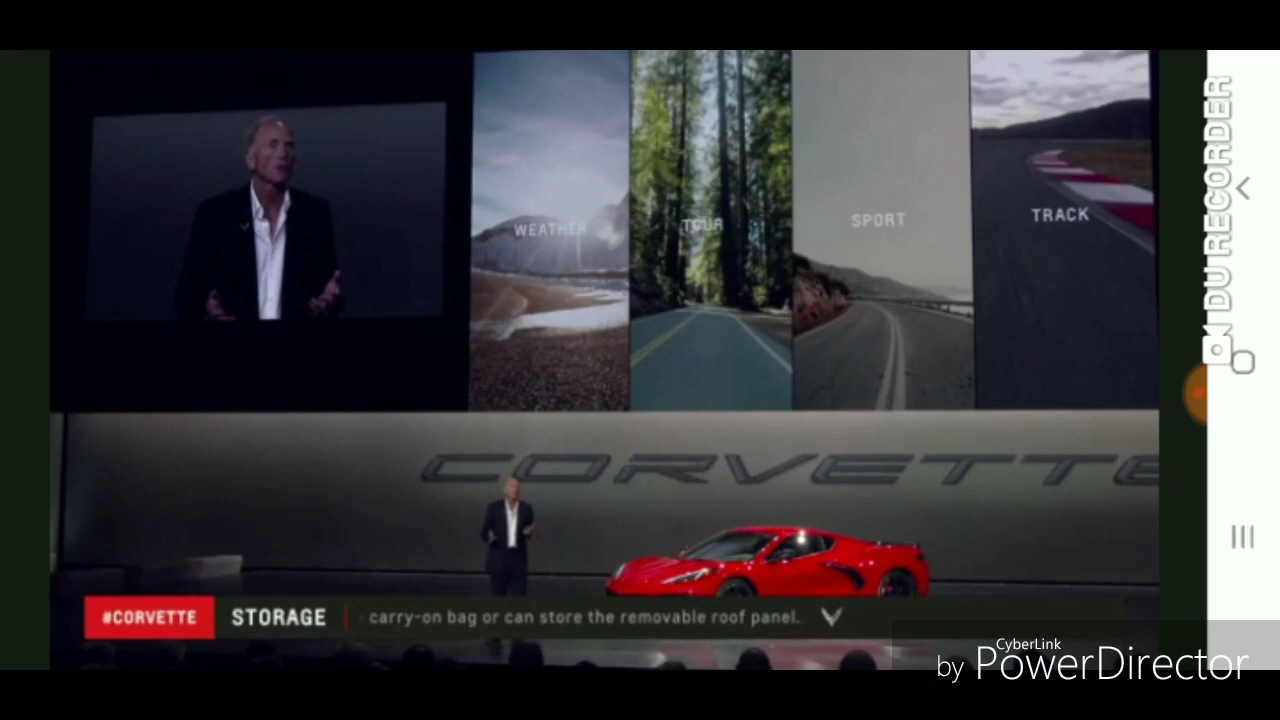 WEATHER
TOUR
SPORT
TRACK
DU RECORDER
CORVETTE
#CORVETTE STORAGE carry-on bag or can store the removable roof panel.
CyberLink
by PowerDirector